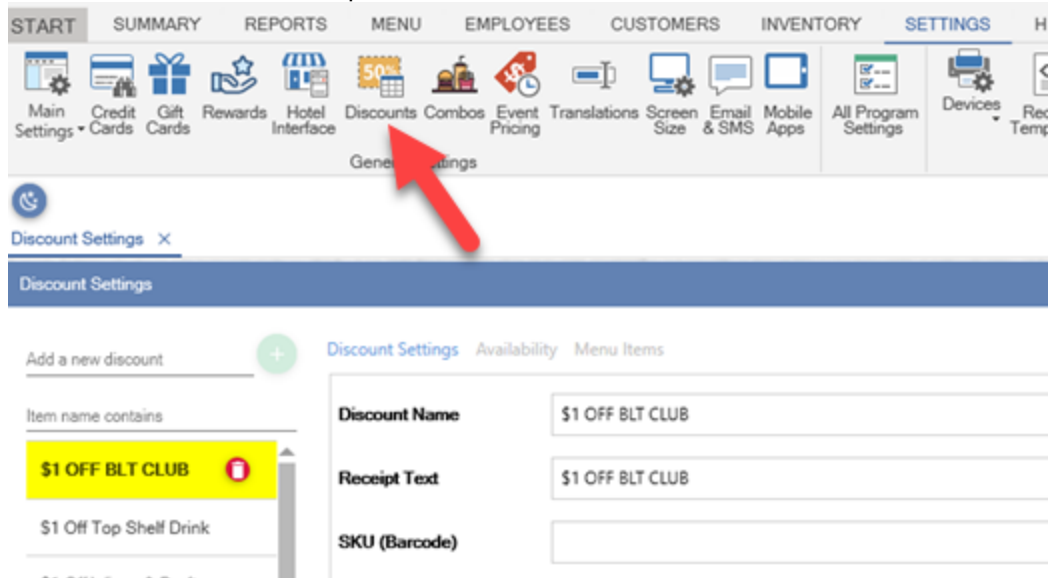 START SUMMARY REPORTS MENU EMPLOYEES CUSTOMERS INVENTORY SETTINGS H
50%
Main Settings Credit Cards Gift Cards Rewards Hotel Interface Discounts Combos Event Pricing Translations Screen Size Email & SMS Mobile Apps All Program Settings Devices
Discount Settings ×
Discount Settings
Add a new discount +
Discount Settings Availability Menu Items
Item name contains
Discount Name $1 OFF BLT CLUB
$1 OFF BLT CLUB
Receipt Text $1 OFF BLT CLUB
$1 Off Top Shelf Drink
SKU (Barcode)